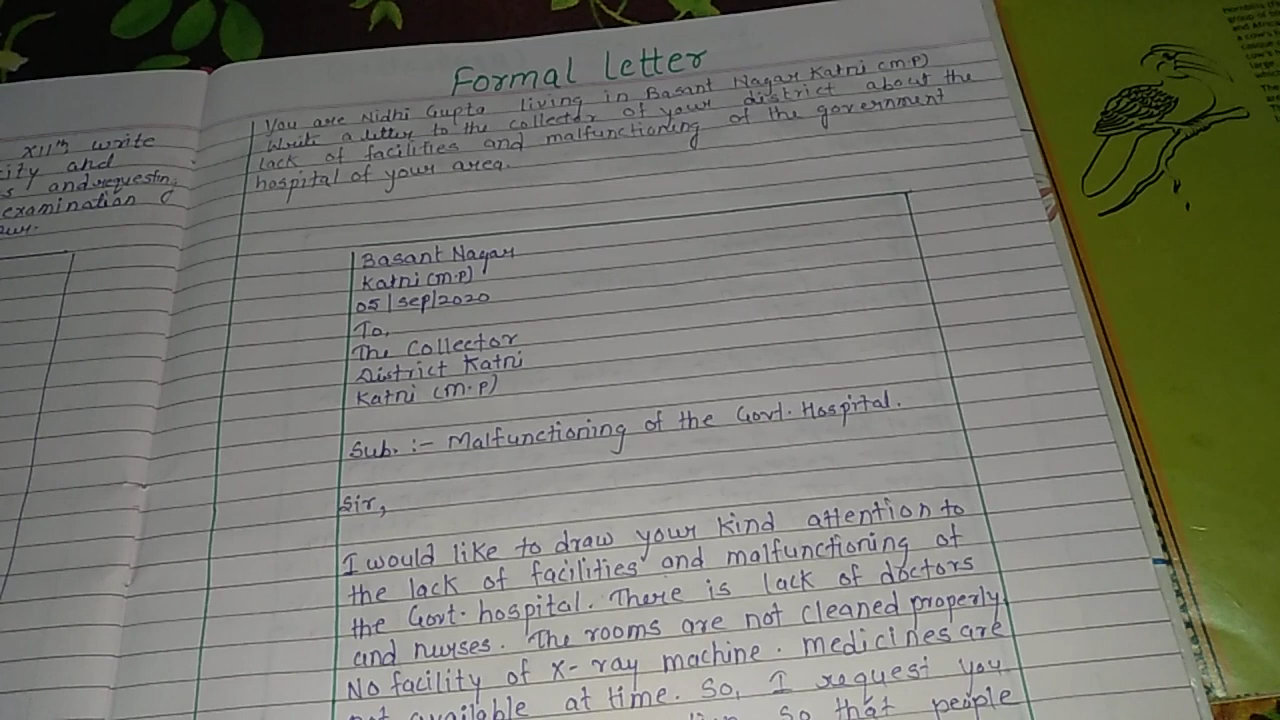 Formal letter
You are Nidhi Gupta living in Basant Nagar Katni (m.p)
Write a letter to the collector of your district about the
lack of facilities and malfunctioning of the government
hospital of your area.
XIIth write
and
and requestin
examination
Basant Nagar
Katni (m.p)
05/sep/2020
To,
The Collector
District Katni
Katni (m.p)
Sub. :- Malfunctioning of the Govt. Hospital.
Sir,
I would like to draw your kind attention to
the lack of facilities and malfunctioning of
the Govt. hospital. There is lack of doctors
and nurses. The rooms are not cleaned properly.
No facility of x-ray machine. medicines are
not available at time. So, I request you
so that people